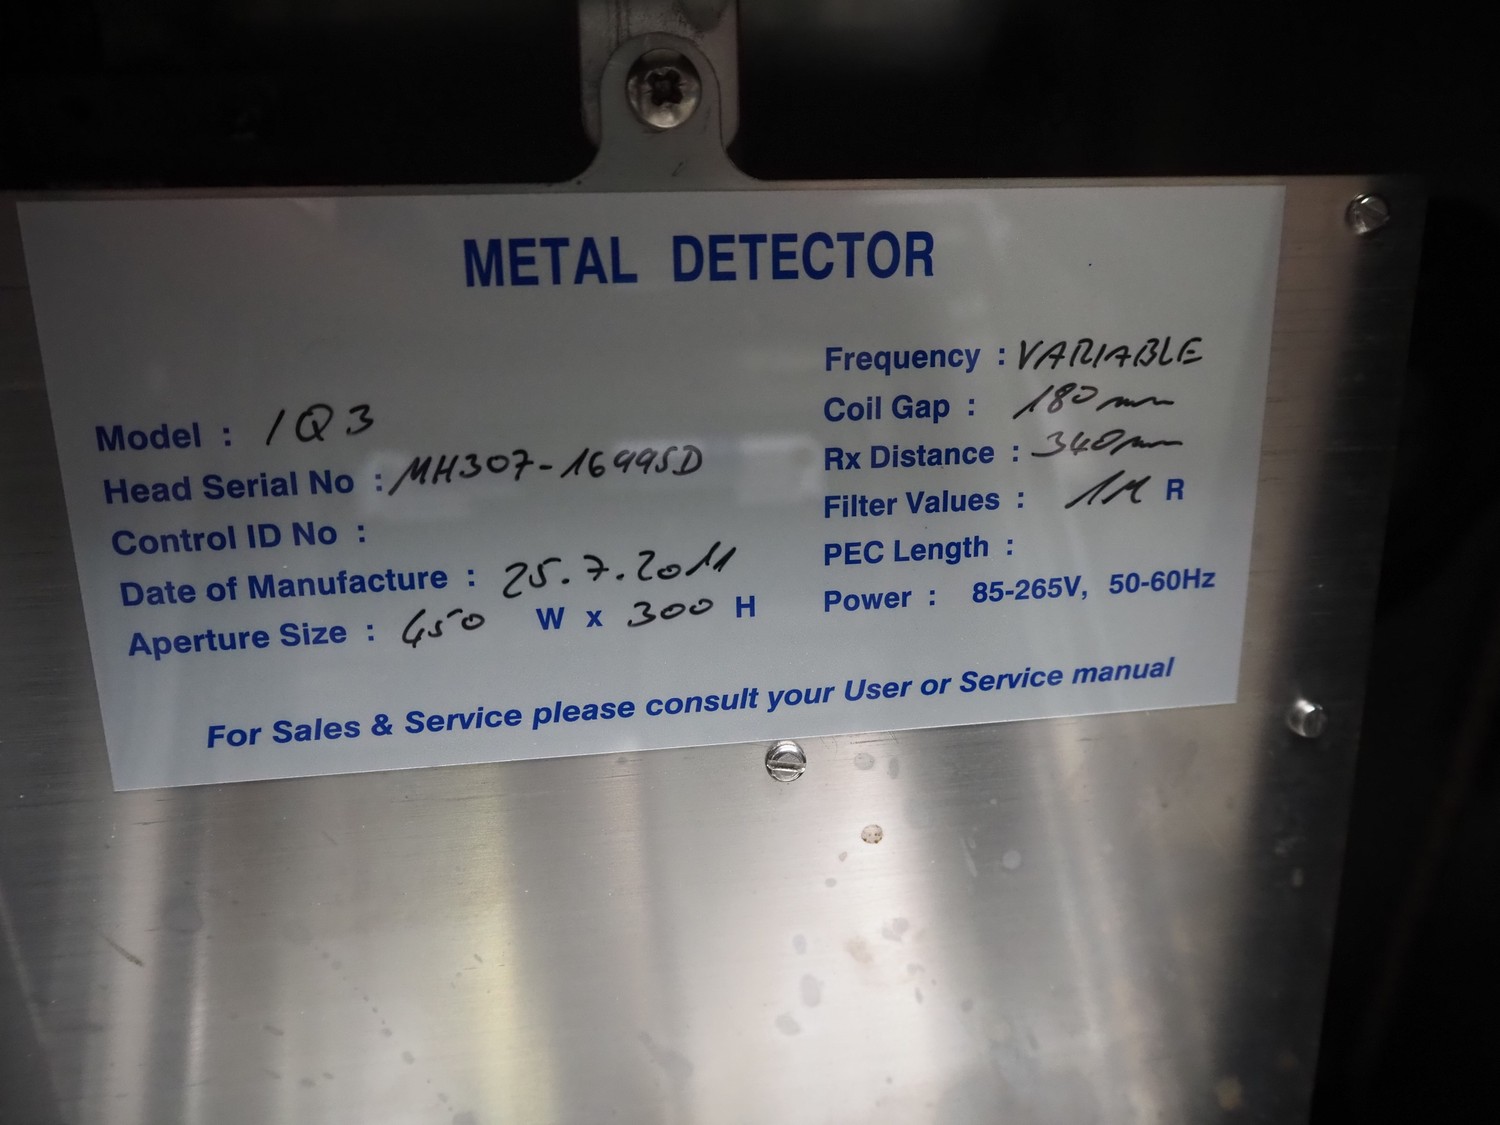 METAL DETECTOR
Model : IQ3
Head Serial No : MH307-16995D
Control ID No :
Date of Manufacture : 25.7.2011
Aperture Size : 450 W x 300 H
Frequency : VARIABLE
Coil Gap : 180mm
Rx Distance : 340mm
Filter Values : 1M R
PEC Length :
Power : 85-265V, 50-60Hz
For Sales & Service please consult your User or Service manual